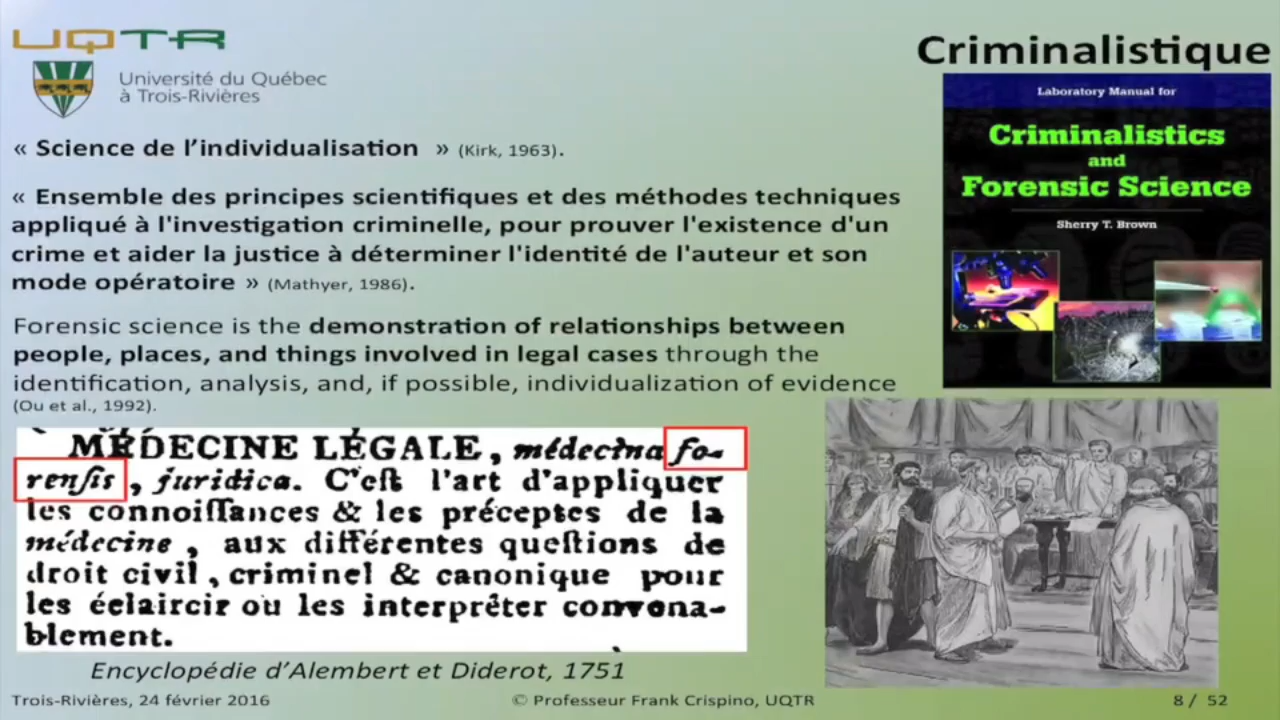 UQTR
Université du Québec
à Trois-Rivières
Criminalistique
« Science de l’individualisation » (Kirk, 1963).
« Ensemble des principes scientifiques et des méthodes techniques
appliqué à l'investigation criminelle, pour prouver l'existence d'un
crime et aider la justice à déterminer l'identité de l'auteur et son
mode opératoire » (Mathyer, 1986).
Forensic science is the demonstration of relationships between
people, places, and things involved in legal cases through the
identification, analysis, and, if possible, individualization of evidence
(Ou et al., 1992).
Laboratory Manual for
Criminalistics
and
Forensic Science
Sherry T. Brown
MÉDECINE LÉGALE, médecina fo-
renſis, juridica. C'eſt l'art d'appliquer
les connoiſſances & les préceptes de la
médecine, aux différentes queſtions de
droit civil, criminel & canonique pour
les éclaircir ou les interprêter convena-
blement.
Encyclopédie d’Alembert et Diderot, 1751
Trois-Rivières, 24 février 2016
© Professeur Frank Crispino, UQTR
8 / 52